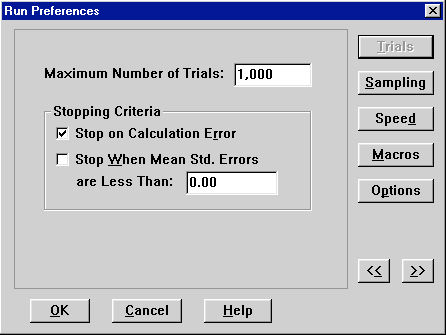 Run Preferences
Maximum Number of Trials: 1,000
Trials
Sampling
Stopping Criteria
Stop on Calculation Error
Speed
Stop When Mean Std. Errors
are Less Than: 0.00
Macros
Options
<< >>
OK Cancel Help